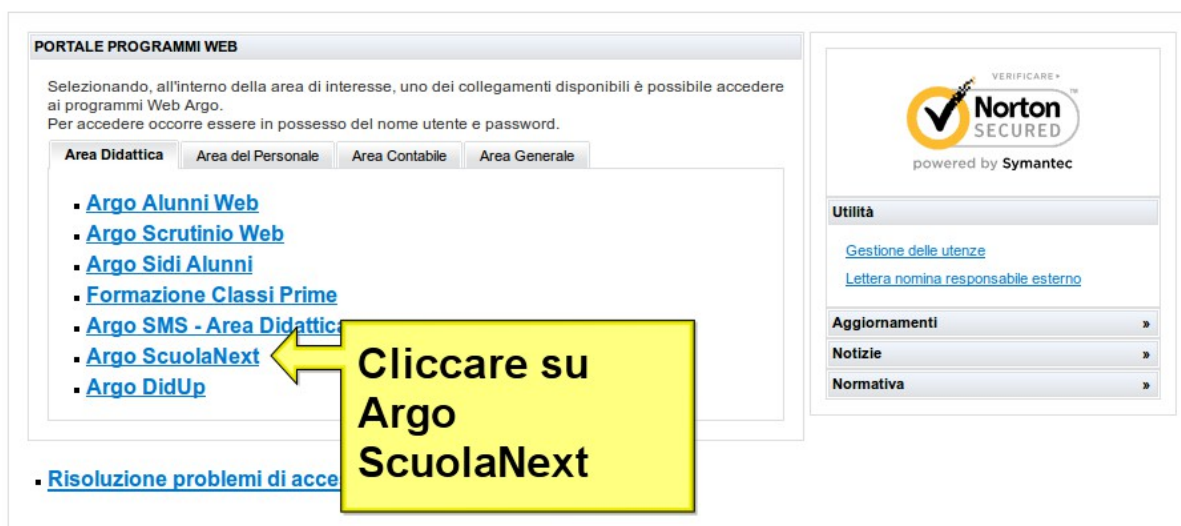 PORTALE PROGRAMMI WEB
Selezionando, all'interno della area di interesse, uno dei collegamenti disponibili è possibile accedere
ai programmi Web Argo.
Per accedere occorre essere in possesso del nome utente e password.
Area Didattica
Area del Personale
Area Contabile
Area Generale
Argo Alunni Web
Argo Scrutinio Web
Argo Sidi Alunni
Formazione Classi Prime
Argo SMS - Area Didattica
Argo ScuolaNext
Argo DidUp
Cliccare su
Argo
ScuolaNext
Risoluzione problemi di acce
VERIFICARE
Norton
SECURED
TM
powered by Symantec
Utilità
Gestione delle utenze
Lettera nomina responsabile esterno
Aggiornamenti »
Notizie »
Normativa »